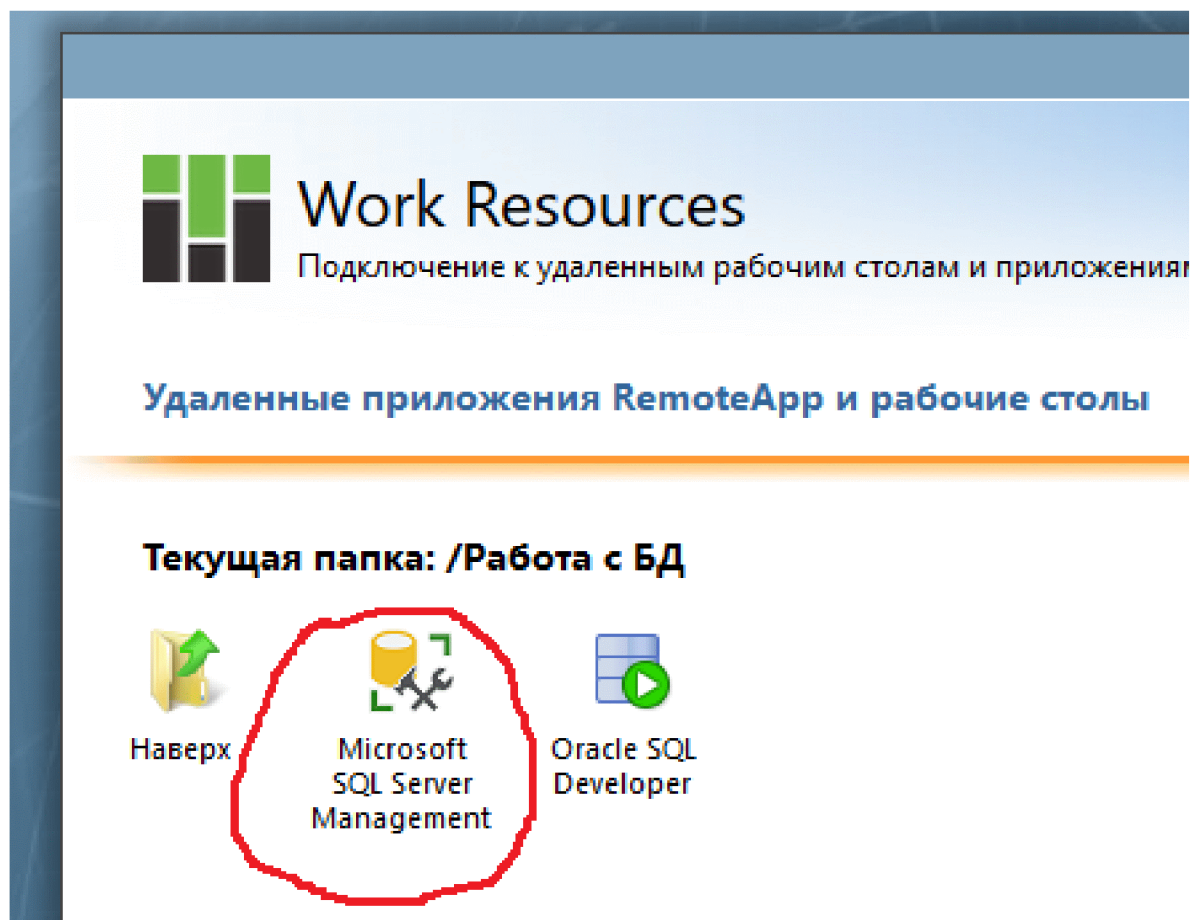 Work Resources
Подключение к удаленным рабочим столам и приложениям
Удаленные приложения RemoteApp и рабочие столы
Текущая папка: /Работа с БД
Наверх
Microsoft
SQL Server
Management
Oracle SQL
Developer